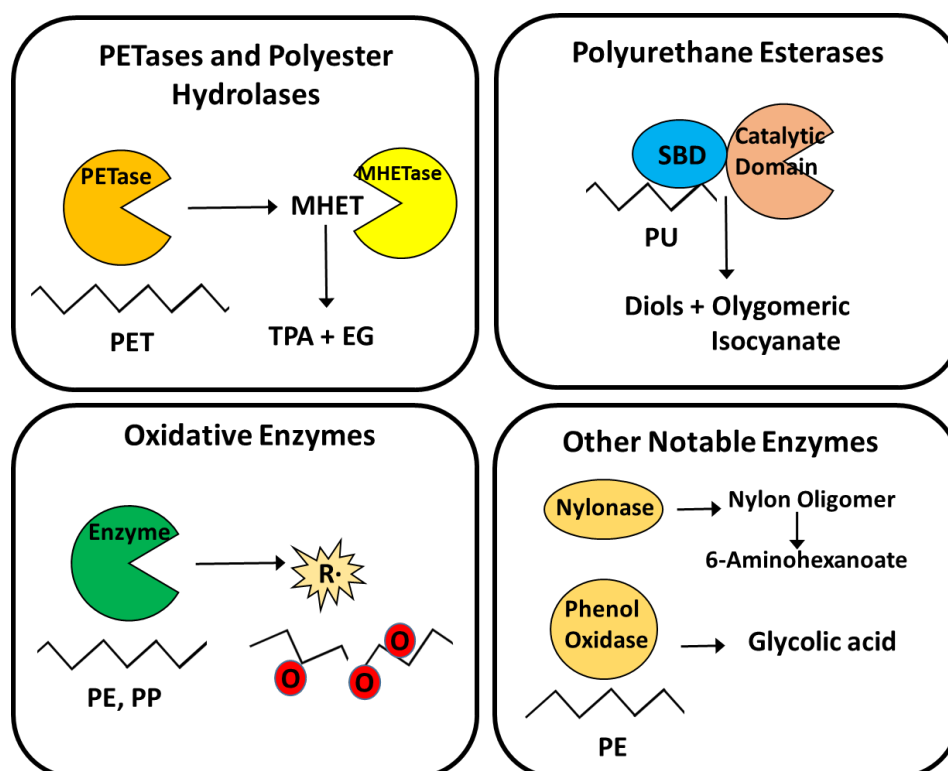 PETases and Polyester
Hydrolases
PETase
MHETase
MHET
PET
TPA + EG
Polyurethane Esterases
SBD
Catalytic
Domain
PU
Diols + Olygomeric
Isocyanate
Oxidative Enzymes
Enzyme
R·
O
O
O
PE, PP
Other Notable Enzymes
Nylonase
Nylon Oligomer
6-Aminohexanoate
Phenol
Oxidase
Glycolic acid
PE